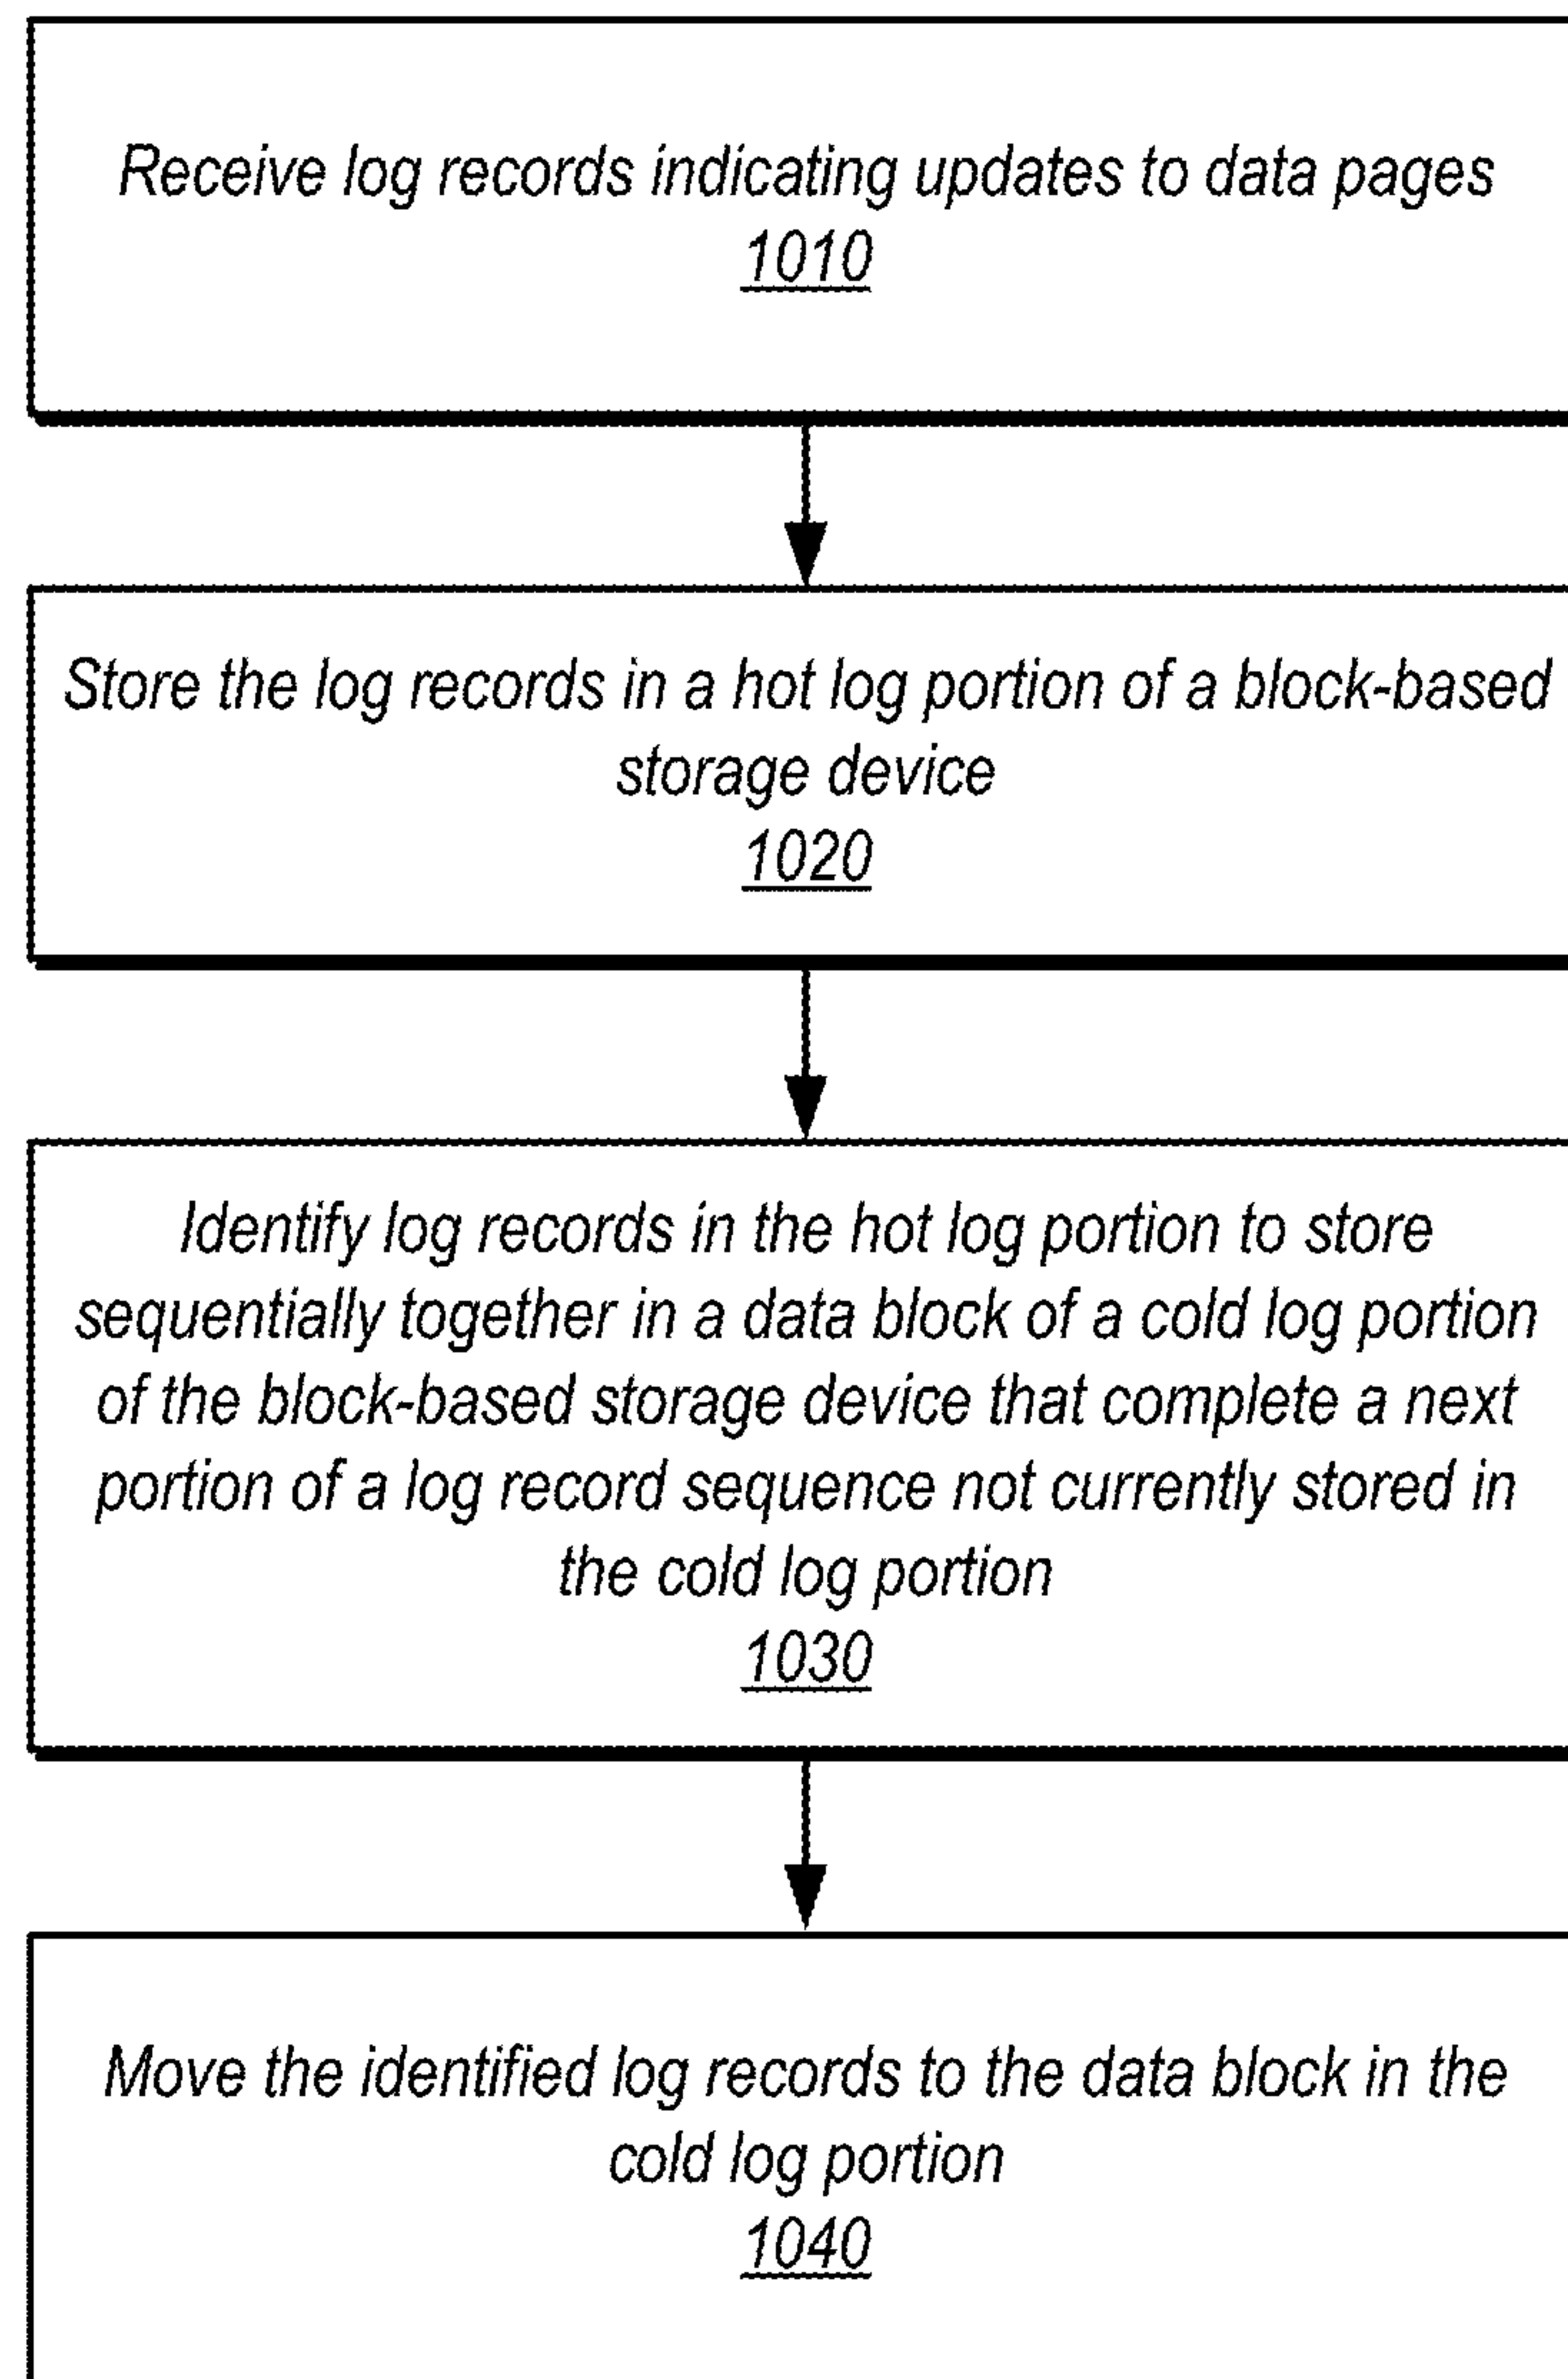 Receive log records indicating updates to data pages
1010
Store the log records in a hot log portion of a block-based
storage device
1020
Identify log records in the hot log portion to store
sequentially together in a data block of a cold log portion
of the block-based storage device that complete a next
portion of a log record sequence not currently stored in
the cold log portion
1030
Move the identified log records to the data block in the
cold log portion
1040